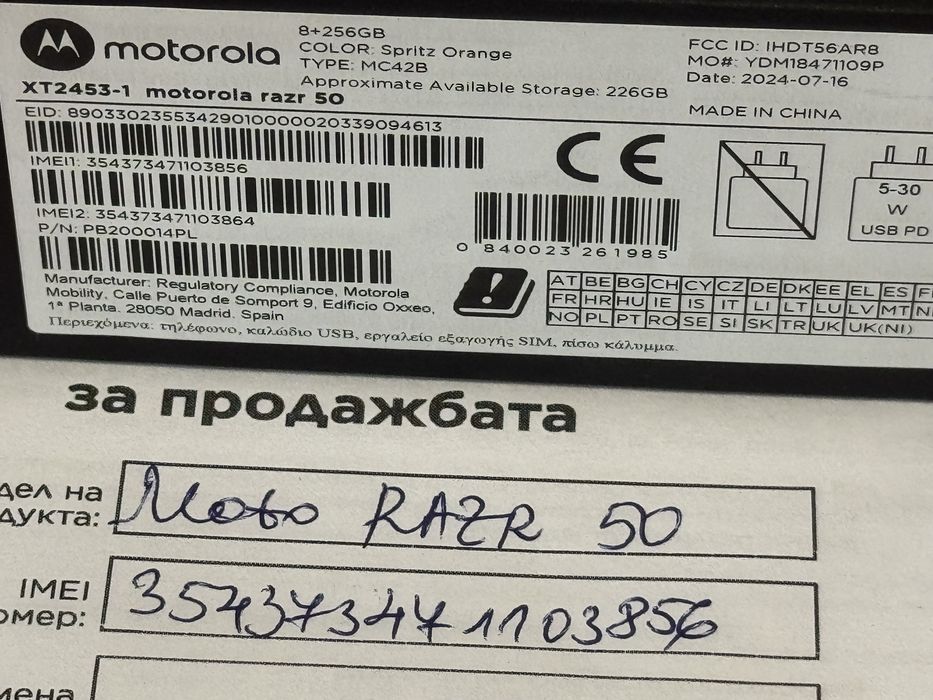 motorola
8+256GB
COLOR: Spritz Orange
TYPE: MC42B
Approximate Available Storage: 226GB
FCC ID: IHDT56AR8
MO#: YDM18471109P
Date: 2024-07-16
MADE IN CHINA
XT2453-1 motorola razr 50
EID: 89033023553429010000020339094613
IMEI1: 354373471103856
IMEI2: 354373471103864
P/N: PB200014PL
CE
0 840023 261985
5-30
W
USB PD
Manufacturer: Regulatory Compliance, Motorola
Mobility, Calle Puerto de Somport 9, Edificio Oxxeo,
1ª Planta, 28050 Madrid, Spain
Περιεχόμενα: τηλέφωνο, καλώδιο USB, εργαλείο εξαγωγής SIM, πίσω κάλυμμα.
AT BE BG CH CY CZ DE DK EE EL ES
FR HR HU IE IS IT LI LT LU LV MT
NO PL PT RO SE SI SK TR UK UK(NI)
за продажбата
дел на
дукта: Moto RAZR 50
IMEI
омер: 354373471103856
мена